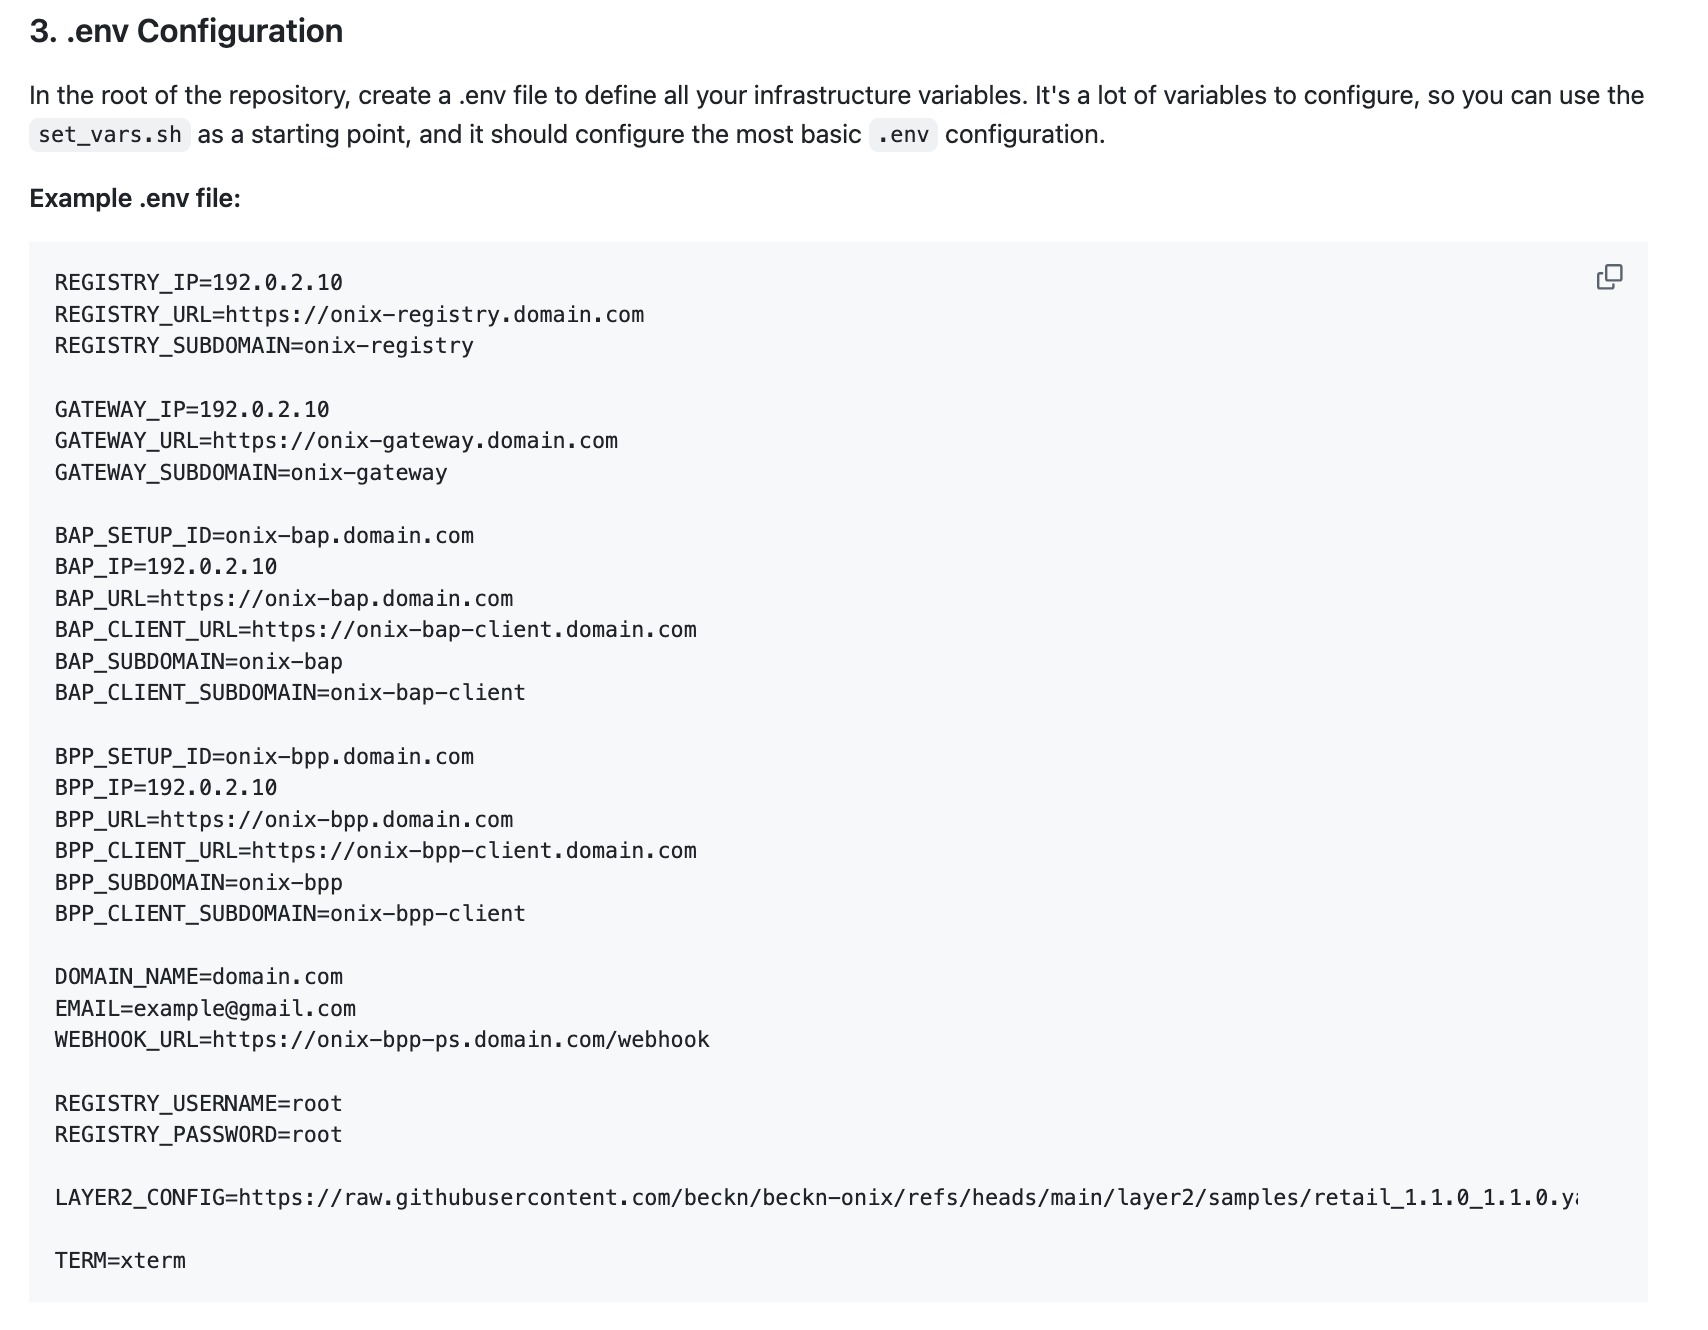 3. .env Configuration
In the root of the repository, create a .env file to define all your infrastructure variables. It's a lot of variables to configure, so you can use the
set_vars.sh as a starting point, and it should configure the most basic .env configuration.
Example .env file:
REGISTRY_IP=192.0.2.10
REGISTRY_URL=https://onix-registry.domain.com
REGISTRY_SUBDOMAIN=onix-registry
GATEWAY_IP=192.0.2.10
GATEWAY_URL=https://onix-gateway.domain.com
GATEWAY_SUBDOMAIN=onix-gateway
BAP_SETUP_ID=onix-bap.domain.com
BAP_IP=192.0.2.10
BAP_URL=https://onix-bap.domain.com
BAP_CLIENT_URL=https://onix-bap-client.domain.com
BAP_SUBDOMAIN=onix-bap
BAP_CLIENT_SUBDOMAIN=onix-bap-client
BPP_SETUP_ID=onix-bpp.domain.com
BPP_IP=192.0.2.10
BPP_URL=https://onix-bpp.domain.com
BPP_CLIENT_URL=https://onix-bpp-client.domain.com
BPP_SUBDOMAIN=onix-bpp
BPP_CLIENT_SUBDOMAIN=onix-bpp-client
DOMAIN_NAME=domain.com
EMAIL=example@gmail.com
WEBHOOK_URL=https://onix-bpp-ps.domain.com/webhook
REGISTRY_USERNAME=root
REGISTRY_PASSWORD=root
LAYER2_CONFIG=https://raw.githubusercontent.com/beckn/beckn-onix/refs/heads/main/layer2/samples/retail_1.1.0_1.1.0.y
TERM=xterm